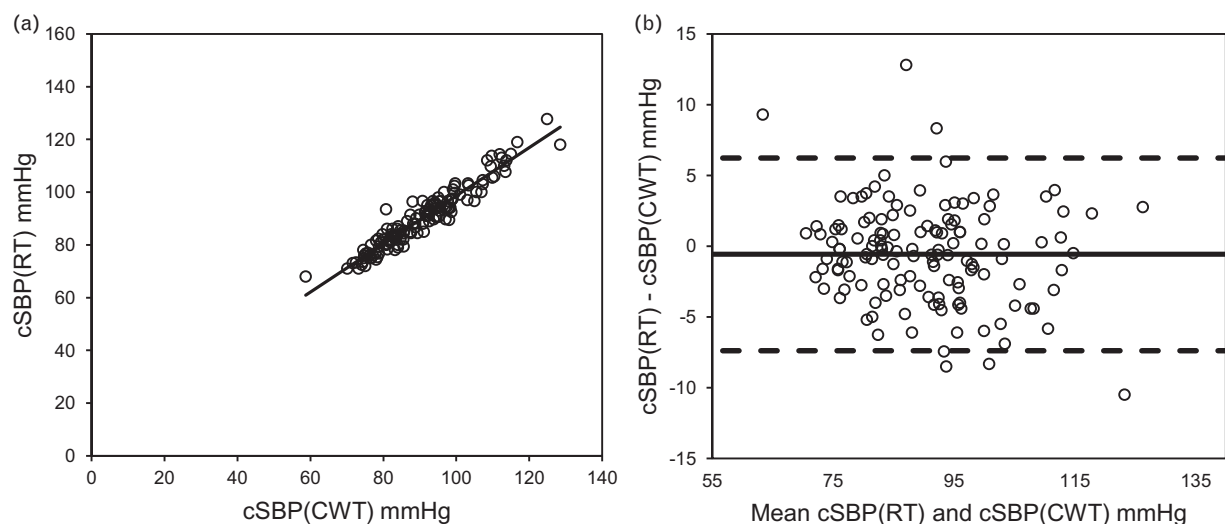 (a)
160
140
120
100
80
60
40
20
0
cSBP(RT) mmHg
0 20 40 60 80 100 120 140
cSBP(CWT) mmHg
(b)
15
10
5
0
-5
-10
-15
cSBP(RT) - cSBP(CWT) mmHg
55 75 95 115 135
Mean cSBP(RT) and cSBP(CWT) mmHg